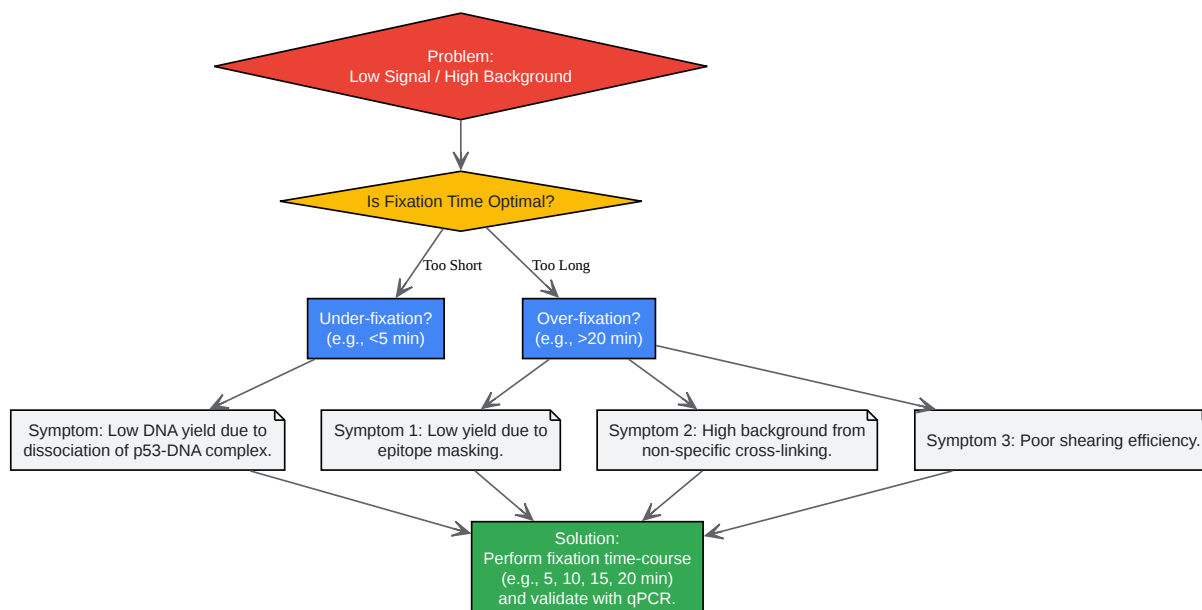 Problem:
Low Signal / High Background
Is Fixation Time Optimal?
Too Short
Too Long
Under-fixation?
(e.g., <5 min)
Over-fixation?
(e.g., >20 min)
Symptom: Low DNA yield due to
dissociation of p53-DNA complex.
Symptom 1: Low yield due to
epitope masking.
Symptom 2: High background from
non-specific cross-linking.
Symptom 3: Poor shearing efficiency.
Solution:
Perform fixation time-course
(e.g., 5, 10, 15, 20 min)
and validate with qPCR.